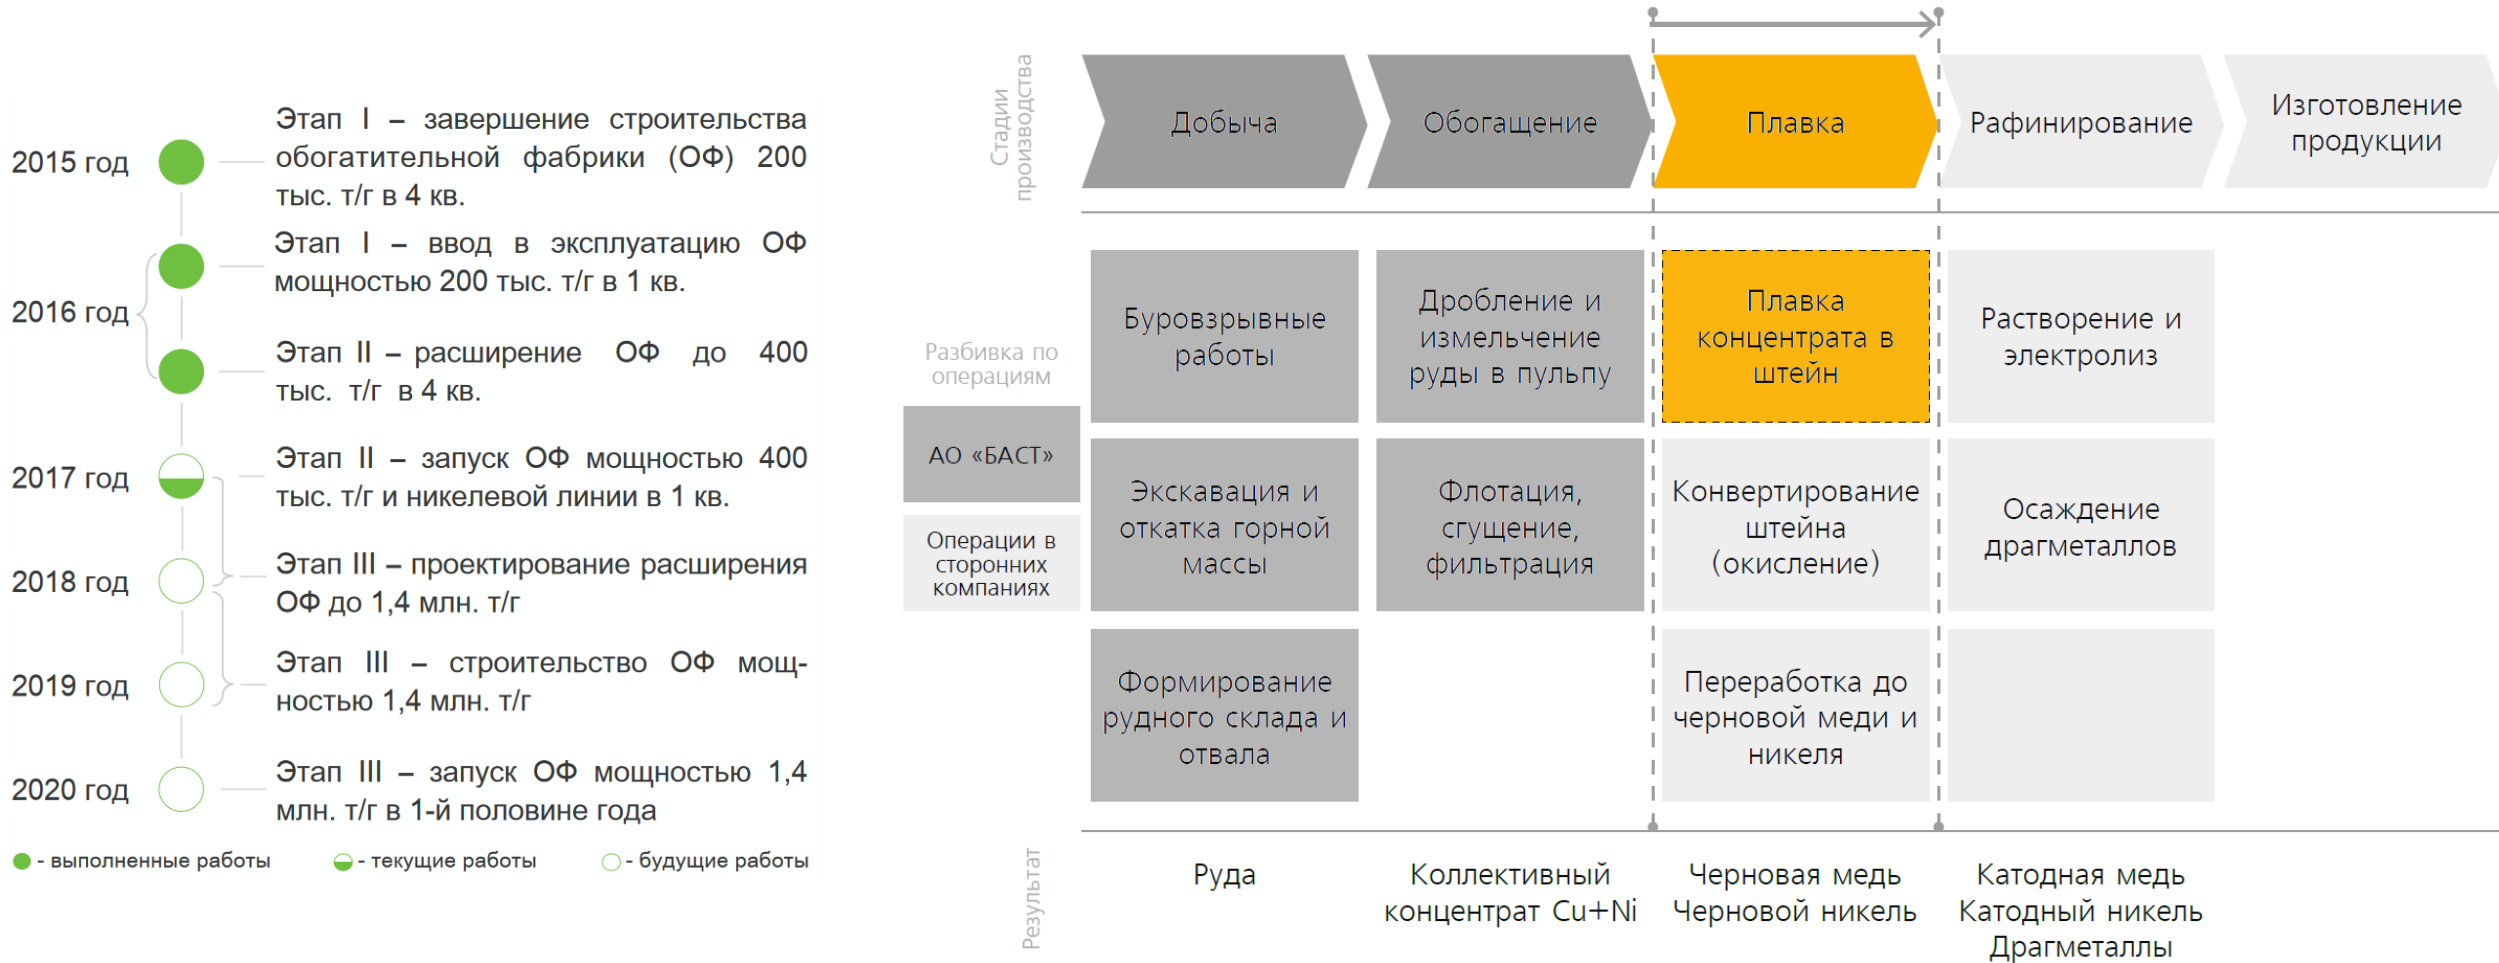 2015 год
Этап I – завершение строительства
обогатительной фабрики (ОФ) 200
тыс. т/г в 4 кв.
2016 год
Этап I – ввод в эксплуатацию ОФ
мощностью 200 тыс. т/г в 1 кв.
Этап II – расширение ОФ до 400
тыс. т/г в 4 кв.
2017 год
Этап II – запуск ОФ мощностью 400
тыс. т/г и никелевой линии в 1 кв.
2018 год
Этап III – проектирование расширения
ОФ до 1,4 млн. т/г
2019 год
Этап III – строительство ОФ мощ-
ностью 1,4 млн. т/г
2020 год
Этап III – запуск ОФ мощностью 1,4
млн. т/г в 1-й половине года
- выполненные работы
- текущие работы
- будущие работы
Стадии
производства
Добыча
Обогащение
Плавка
Рафинирование
Изготовление
продукции
Разбивка по
операциям
АО «БАСТ»
Операции в
сторонних
компаниях
Буровзрывные
работы
Дробление и
измельчение
руды в пульпу
Плавка
концентрата в
штейн
Растворение и
электролиз
Экскавация и
откатка горной
массы
Флотация,
сгущение,
фильтрация
Конвертирование
штейна
(окисление)
Осаждение
драгметаллов
Формирование
рудного склада и
отвала
Переработка до
черновой меди и
никеля
Результат
Руда
Коллективный
концентрат Cu+Ni
Черновая медь
Черновой никель
Катодная медь
Катодный никель
Драгметаллы